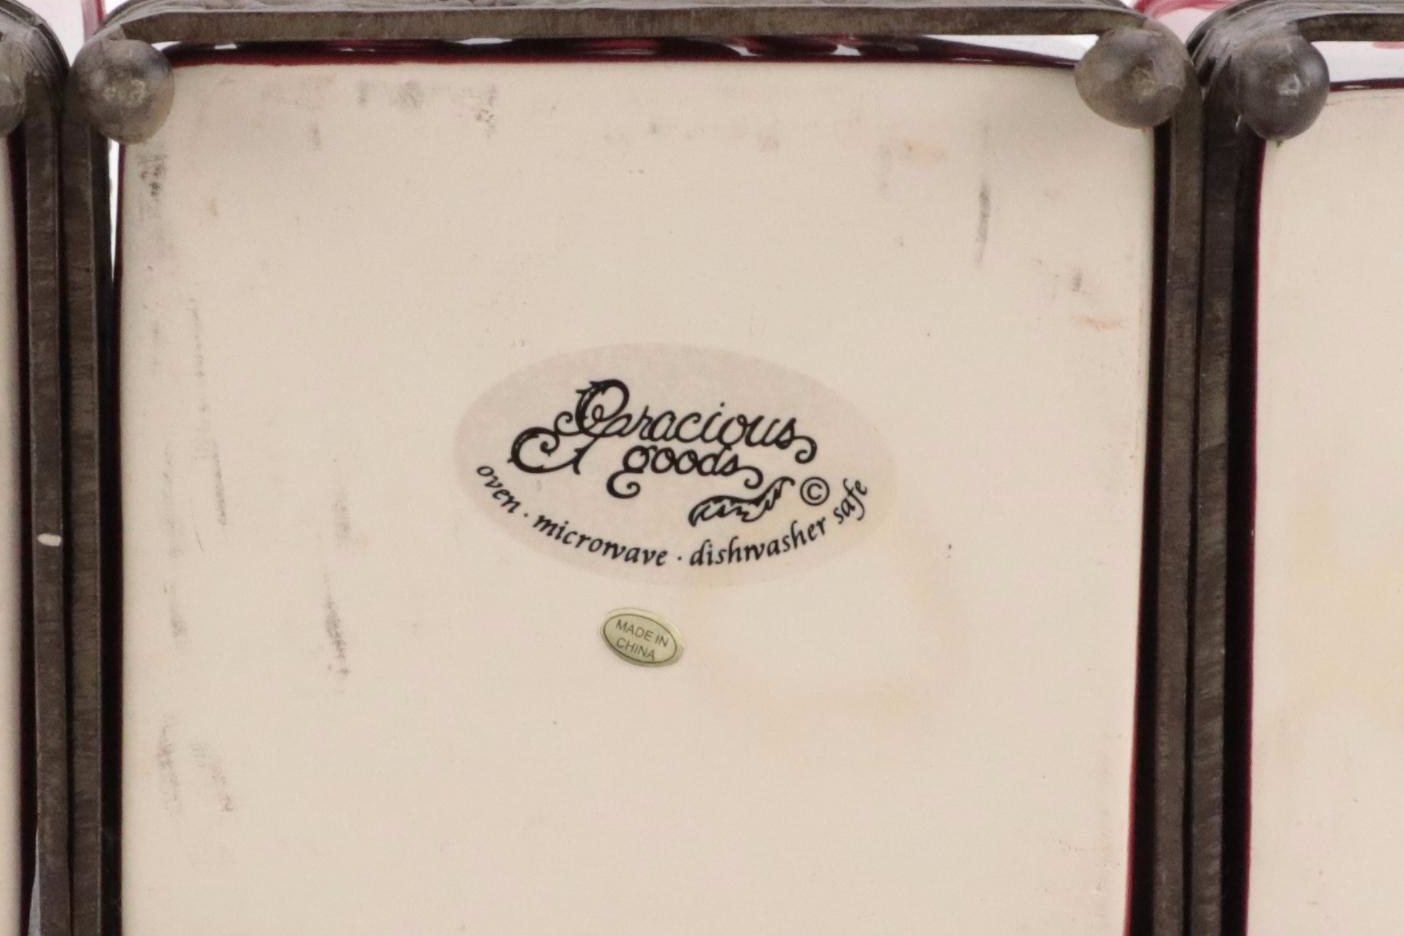 Gracious
goods
©
oven · microwave · dishwasher safe
MADE IN
CHINA